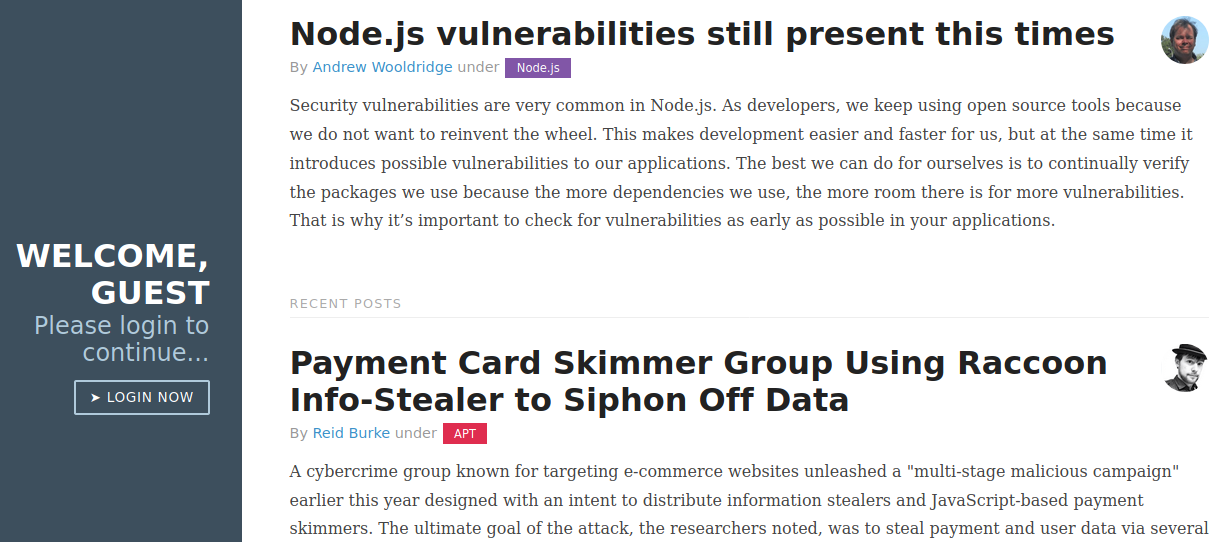 WELCOME,
GUEST
Please login to
continue...
➤ LOGIN NOW
Node.js vulnerabilities still present this times
By Andrew Wooldridge under Node.js
Security vulnerabilities are very common in Node.js. As developers, we keep using open source tools because
we do not want to reinvent the wheel. This makes development easier and faster for us, but at the same time it
introduces possible vulnerabilities to our applications. The best we can do for ourselves is to continually verify
the packages we use because the more dependencies we use, the more room there is for more vulnerabilities.
That is why it’s important to check for vulnerabilities as early as possible in your applications.
RECENT POSTS
Payment Card Skimmer Group Using Raccoon
Info-Stealer to Siphon Off Data
By Reid Burke under APT
A cybercrime group known for targeting e-commerce websites unleashed a "multi-stage malicious campaign"
earlier this year designed with an intent to distribute information stealers and JavaScript-based payment
skimmers. The ultimate goal of the attack, the researchers noted, was to steal payment and user data via several